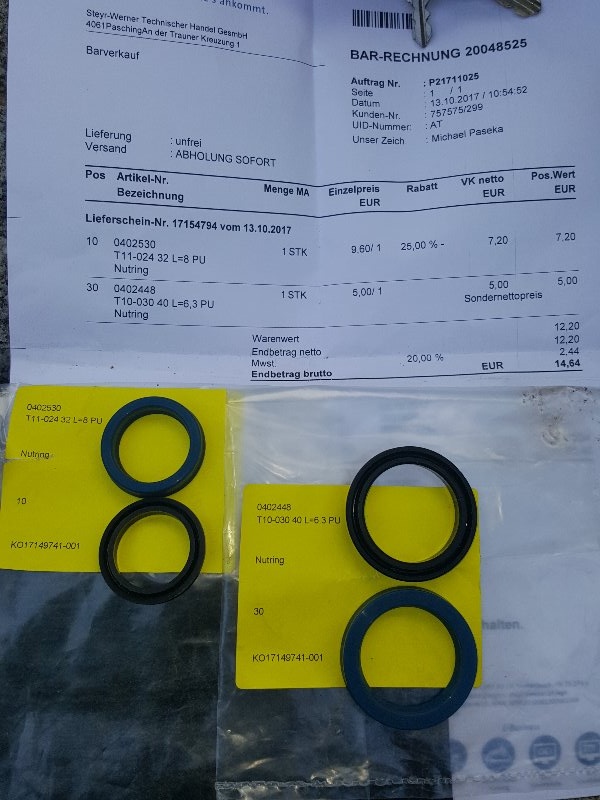 ankommt.
Steyr-Werner Technischer Handel GesmbH
4061PaschingAn der Trauner Kreuzung 1
Barverkauf
BAR-RECHNUNG 20048525
Auftrag Nr. : P21711025
Seite : 1 / 1
Datum : 13.10.2017 / 10:54:52
Kunden-Nr. : 757575/299
UID-Nummer: : AT
Unser Zeich : Michael Paseka
Lieferung : unfrei
Versand : ABHOLUNG SOFORT
Pos Artikel-Nr. Menge MA Einzelpreis Rabatt VK netto Pos.Wert
Bezeichnung EUR EUR EUR
Lieferschein-Nr. 17154794 vom 13.10.2017
10 0402530 1 STK 9,60/ 1 25,00 % - 7,20 7,20
T11-024 32 L=8 PU
Nutring
30 0402448 1 STK 5,00/ 1 5,00 5,00
T10-030 40 L=6,3 PU Sondernettopreis
Nutring
Warenwert 12,20
Endbetrag netto 12,20
Mwst. 20,00 % 2,44
Endbetrag brutto EUR 14,64
0402530
T11-024 32 L=8 PU
Nutring
10
KO17149741-001
0402448
T10-030 40 L=6 3 PU
Nutring
30
KO17149741-001
halten.